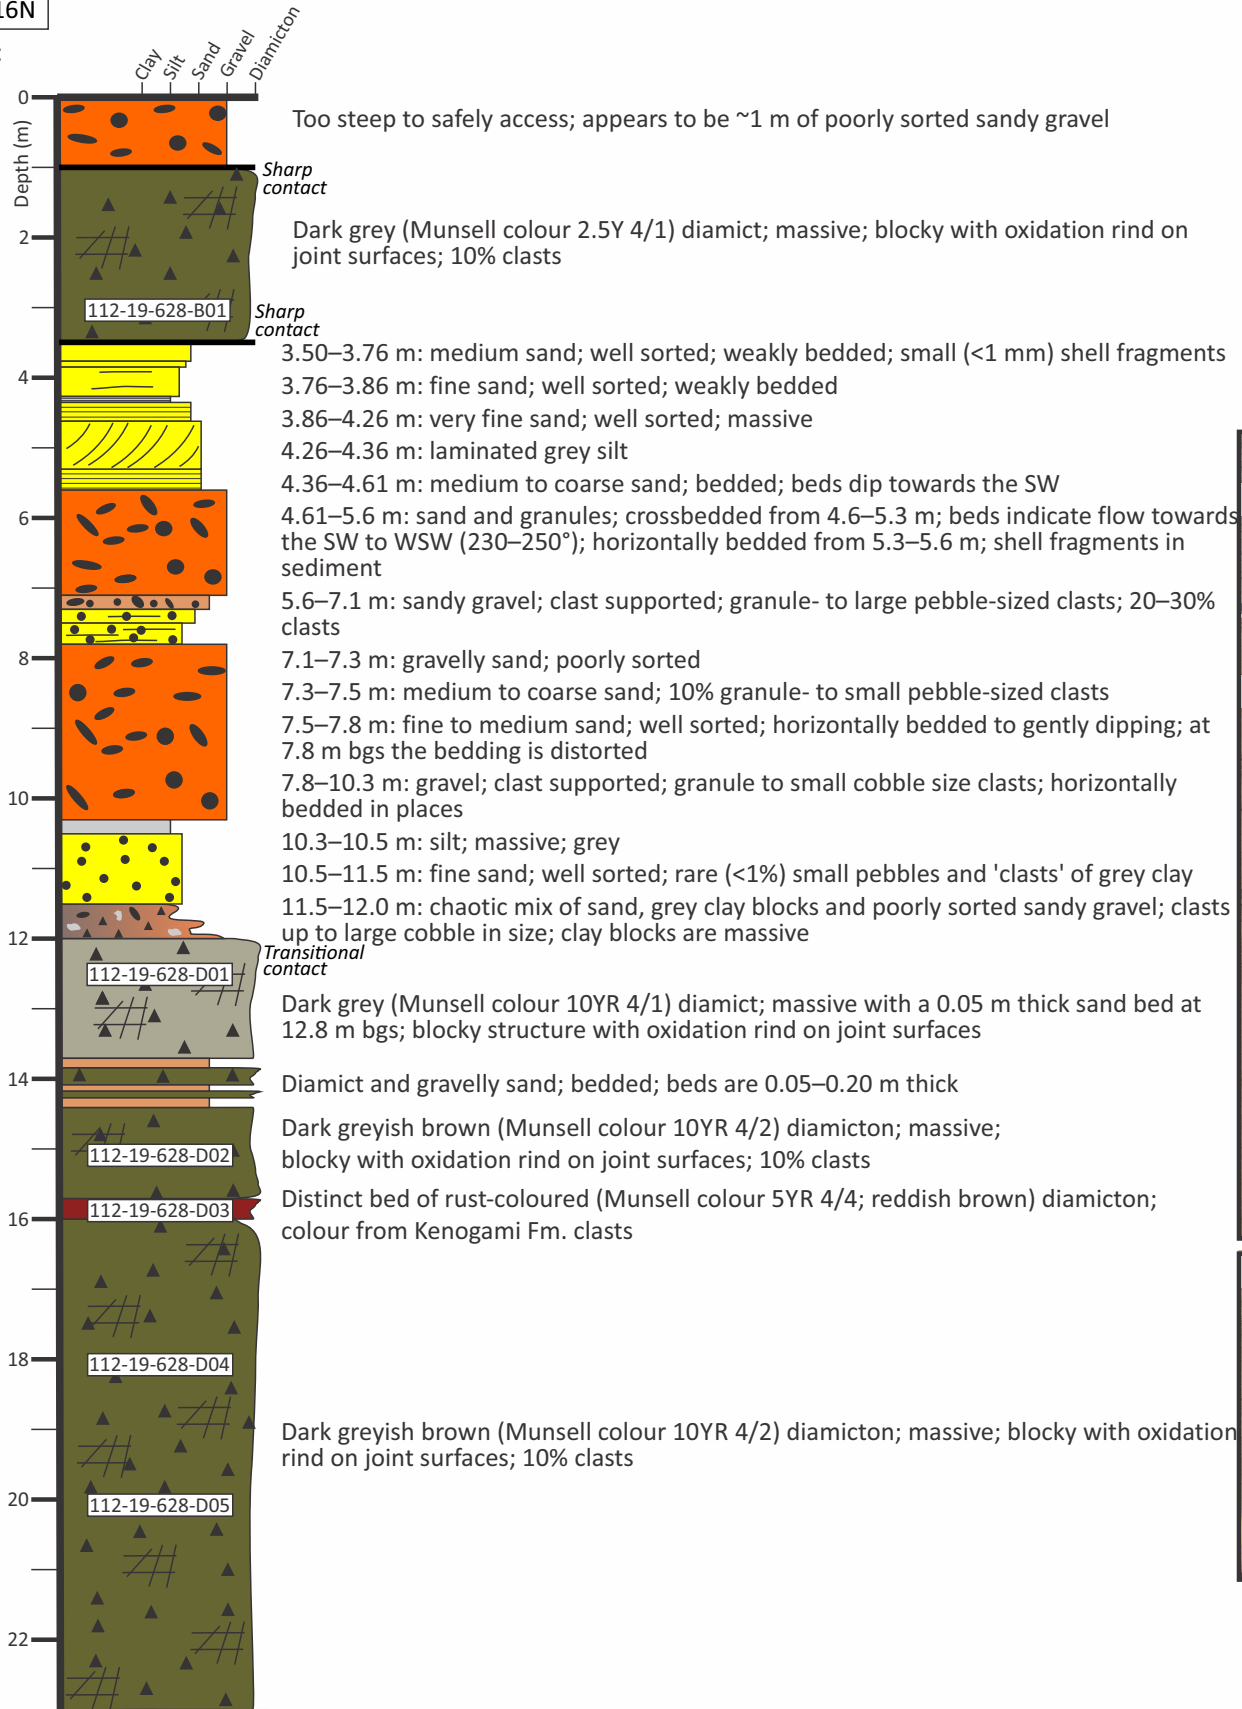 16N
Clay
Silt
Sand
Gravel
Diamicton
0
Too steep to safely access; appears to be ~1 m of poorly sorted sandy gravel
Depth (m)
Sharp
contact
2
Dark grey (Munsell colour 2.5Y 4/1) diamict; massive; blocky with oxidation rind on
joint surfaces; 10% clasts
112-19-628-B01
Sharp
contact
3.50–3.76 m: medium sand; well sorted; weakly bedded; small (<1 mm) shell fragments
4
3.76–3.86 m: fine sand; well sorted; weakly bedded
3.86–4.26 m: very fine sand; well sorted; massive
4.26–4.36 m: laminated grey silt
4.36–4.61 m: medium to coarse sand; bedded; beds dip towards the SW
6
4.61–5.6 m: sand and granules; crossbedded from 4.6–5.3 m; beds indicate flow towards
the SW to WSW (230–250°); horizontally bedded from 5.3–5.6 m; shell fragments in
sediment
5.6–7.1 m: sandy gravel; clast supported; granule- to large pebble-sized clasts; 20–30%
clasts
8
7.1–7.3 m: gravelly sand; poorly sorted
7.3–7.5 m: medium to coarse sand; 10% granule- to small pebble-sized clasts
7.5–7.8 m: fine to medium sand; well sorted; horizontally bedded to gently dipping; at
7.8 m bgs the bedding is distorted
7.8–10.3 m: gravel; clast supported; granule to small cobble size clasts; horizontally
bedded in places
10
10.3–10.5 m: silt; massive; grey
10.5–11.5 m: fine sand; well sorted; rare (<1%) small pebbles and 'clasts' of grey clay
11.5–12.0 m: chaotic mix of sand, grey clay blocks and poorly sorted sandy gravel; clasts
up to large cobble in size; clay blocks are massive
12
Transitional
contact
112-19-628-D01
Dark grey (Munsell colour 10YR 4/1) diamict; massive with a 0.05 m thick sand bed at
12.8 m bgs; blocky structure with oxidation rind on joint surfaces
14
Diamict and gravelly sand; bedded; beds are 0.05–0.20 m thick
Dark greyish brown (Munsell colour 10YR 4/2) diamicton; massive;
blocky with oxidation rind on joint surfaces; 10% clasts
112-19-628-D02
Distinct bed of rust-coloured (Munsell colour 5YR 4/4; reddish brown) diamicton;
colour from Kenogami Fm. clasts
112-19-628-D03
16
18
112-19-628-D04
Dark greyish brown (Munsell colour 10YR 4/2) diamicton; massive; blocky with oxidation
rind on joint surfaces; 10% clasts
20
112-19-628-D05
22